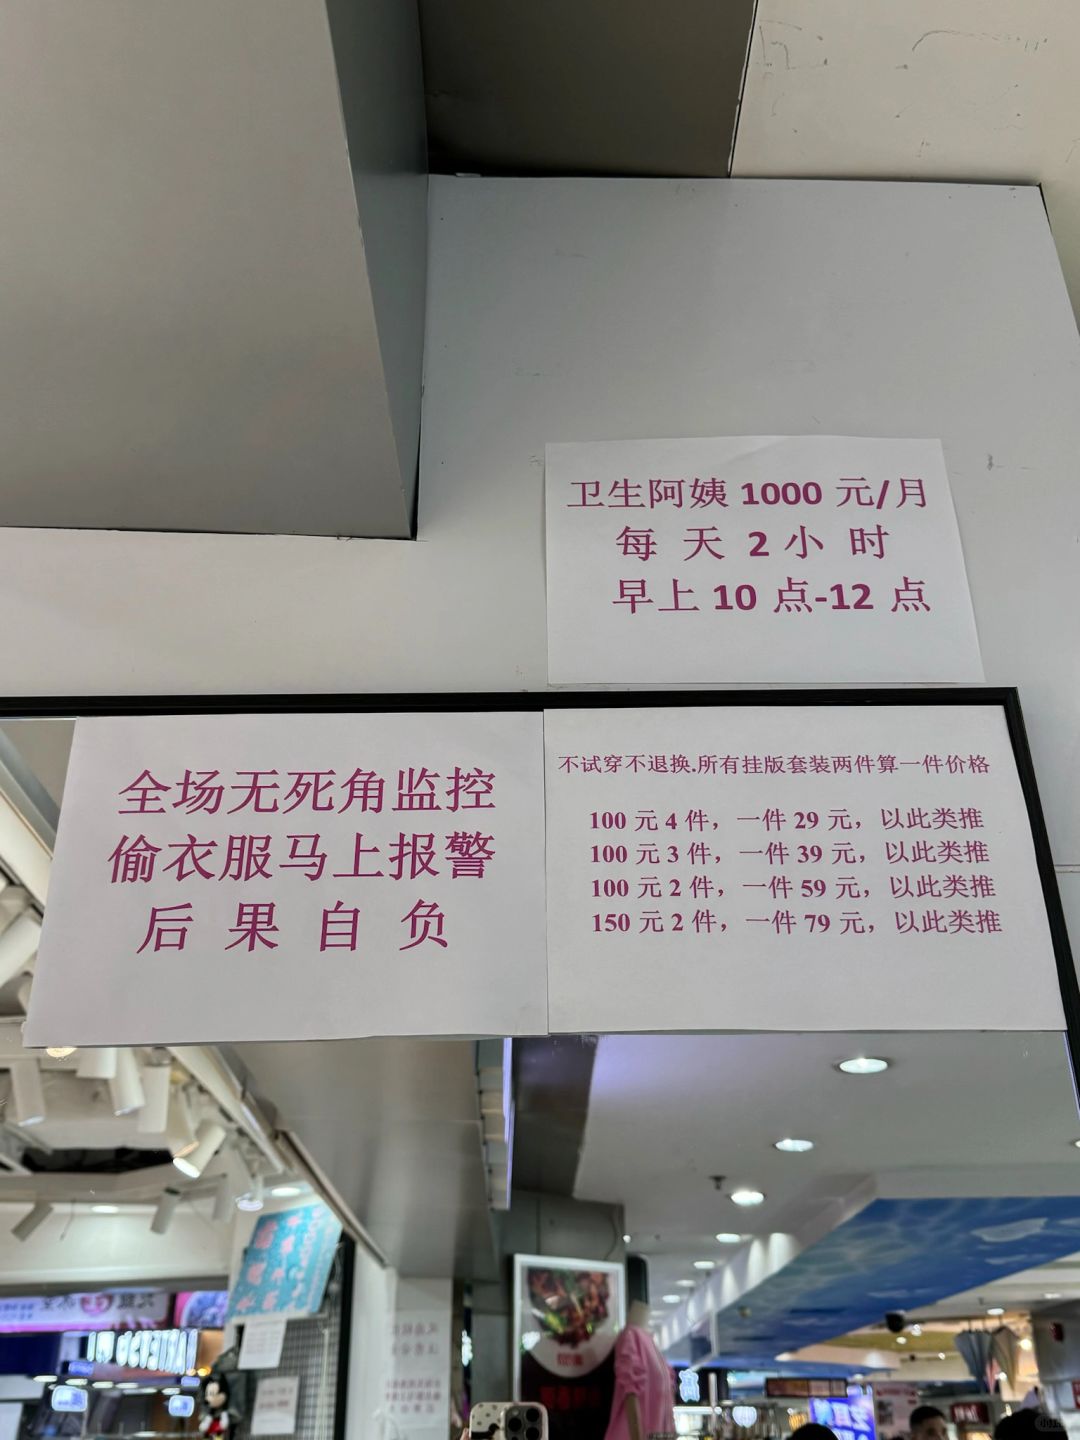 卫生阿姨 1000 元/月
每 天 2 小 时
早上 10 点-12 点
全场无死角监控
偷衣服马上报警
后 果 自 负
不试穿不退换.所有挂版套装两件算一件价格
100 元 4 件，一件 29 元，以此类推
100 元 3 件，一件 39 元，以此类推
100 元 2 件，一件 59 元，以此类推
150 元 2 件，一件 79 元，以此类推